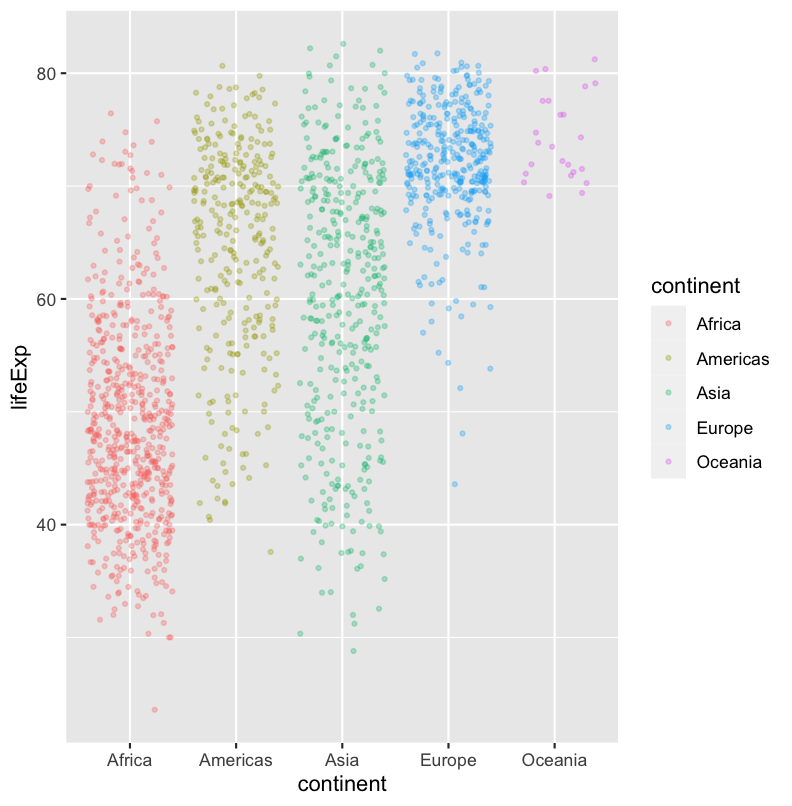 80
60
40
lifeExp
Africa Americas Asia Europe Oceania
continent
continent
Africa
Americas
Asia
Europe
Oceania